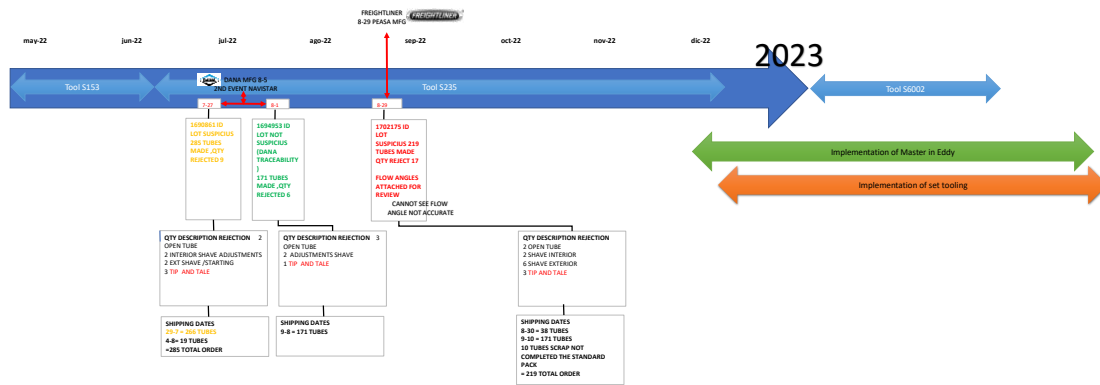 FREIGHTLINER
8-29 PEASA MFG
FREIGHTLINER
may-22
jun-22
jul-22
ago-22
sep-22
oct-22
nov-22
dic-22
2023
Tool S153
DANA MFG 8-5
2ND EVENT NAVISTAR
Tool S235
Tool S6002
7-27
8-1
8-29
1690661 ID
LOT SUSPICIUS
285 TUBES
MADE ,QTY
REJECTED 9
1694953 ID
LOT NOT
SUSPICIUS
(DANA
TRACEABILITY
)
171 TUBES
MADE ,QTY
REJECTED 6
1702175 ID
LOT
SUSPICIUS 219
TUBES MADE
QTY REJECT 17
FLOW ANGLES
ATTACHED FOR
REVIEW
CANNOT SEE FLOW
ANGLE NOT ACCURATE
Implementation of Master in Eddy
Implementation of set tooling
QTY DESCRIPTION REJECTION 2
OPEN TUBE
2 INTERIOR SHAVE ADJUSTMENTS
2 EXT SHAVE /STARTING
3 TIP AND TALE
QTY DESCRIPTION REJECTION 3
OPEN TUBE
2 ADJUSTMENTS SHAVE
1 TIP AND TALE
QTY DESCRIPTION REJECTION
2 OPEN TUBE
2 SHAVE INTERIOR
6 SHAVE EXTERIOR
3 TIP AND TALE
SHIPPING DATES
29-7 = 266 TUBES
4-8= 19 TUBES
=285 TOTAL ORDER
SHIPPING DATES
9-8 = 171 TUBES
SHIPPING DATES
8-30 = 38 TUBES
9-10 = 171 TUBES
10 TUBES SCRAP NOT
COMPLETED THE STANDARD
PACK
= 219 TOTAL ORDER